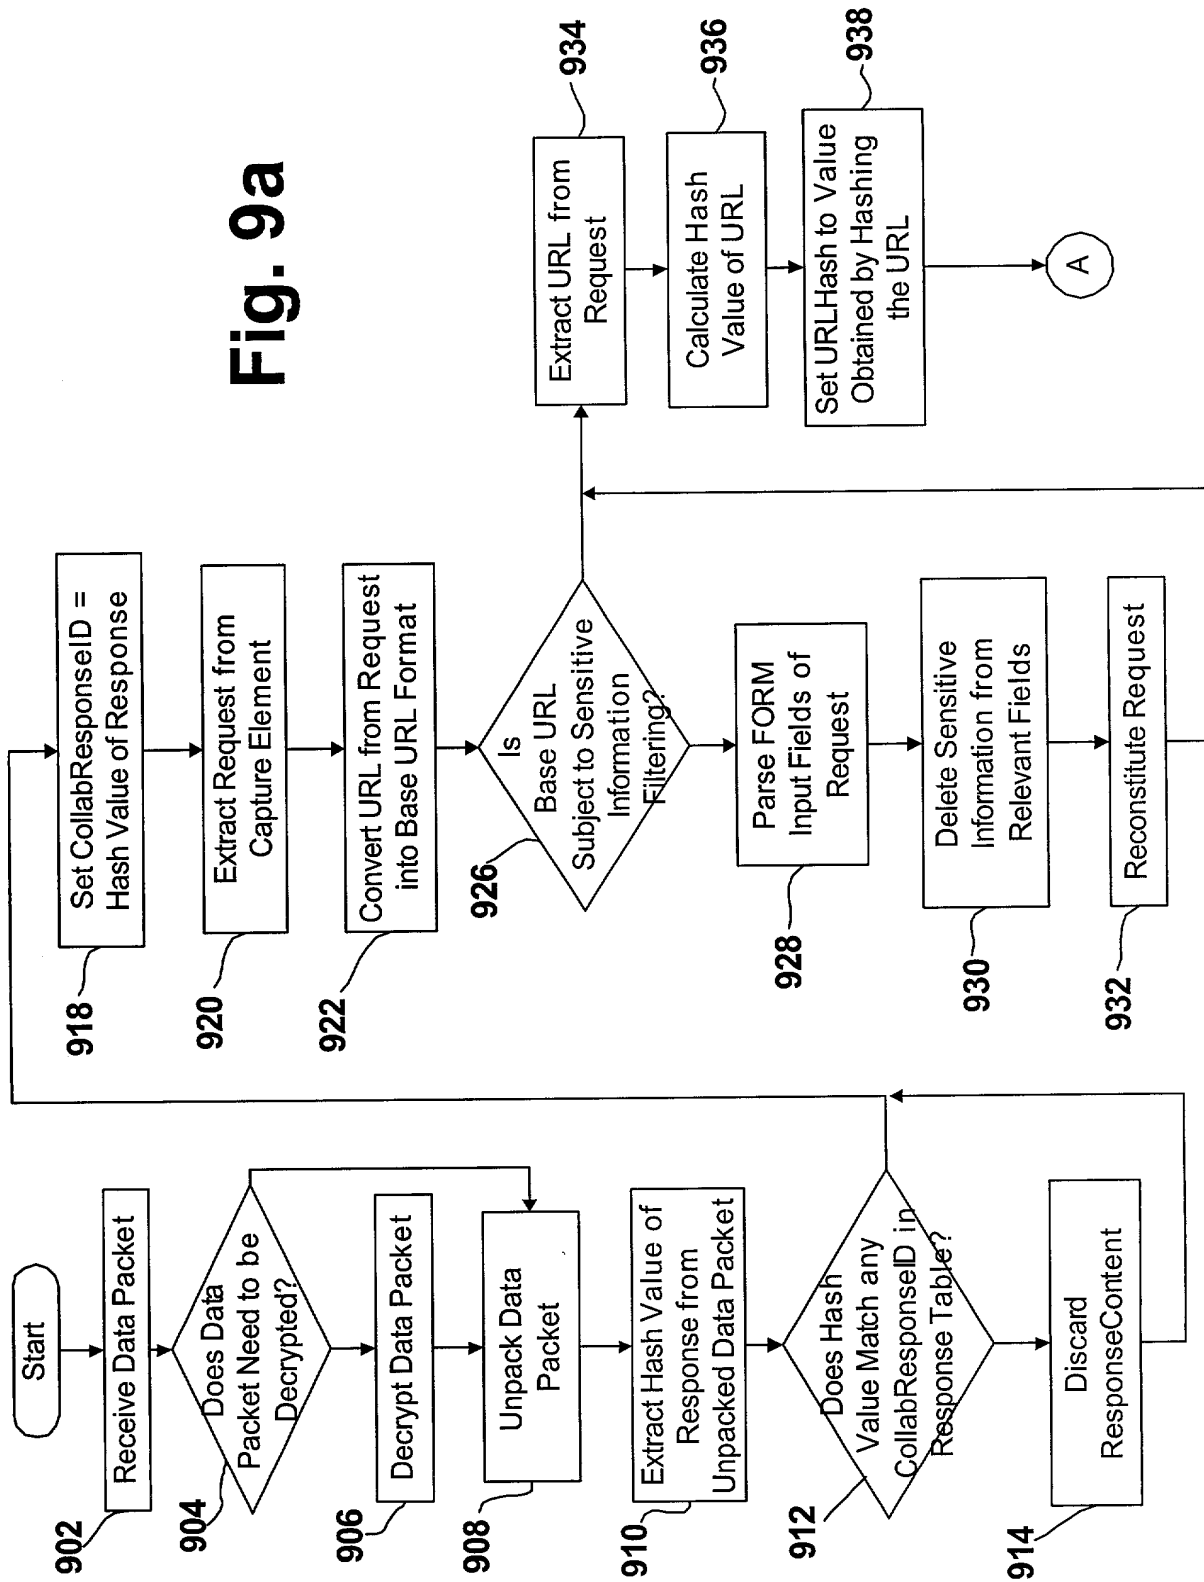 Fig. 9a
Start
902
Receive Data Packet
904
Does Data
Packet Need to be
Decrypted?
906
Decrypt Data Packet
908
Unpack Data
Packet
910
Extract Hash Value of
Response from
Unpacked Data Packet
912
Does Hash
Value Match any
CollabResponseID in
Response Table?
914
Discard
ResponseContent
918
Set CollabResponseID =
Hash Value of Response
920
Extract Request from
Capture Element
922
Convert URL from Request
into Base URL Format
926
Is
Base URL
Subject to Sensitive
Information
Filtering?
928
Parse FORM
Input Fields of
Request
930
Delete Sensitive
Information from
Relevant Fields
932
Reconstitute Request
934
Extract URL from
Request
936
Calculate Hash
Value of URL
938
Set URLHash to Value
Obtained by Hashing
the URL
A